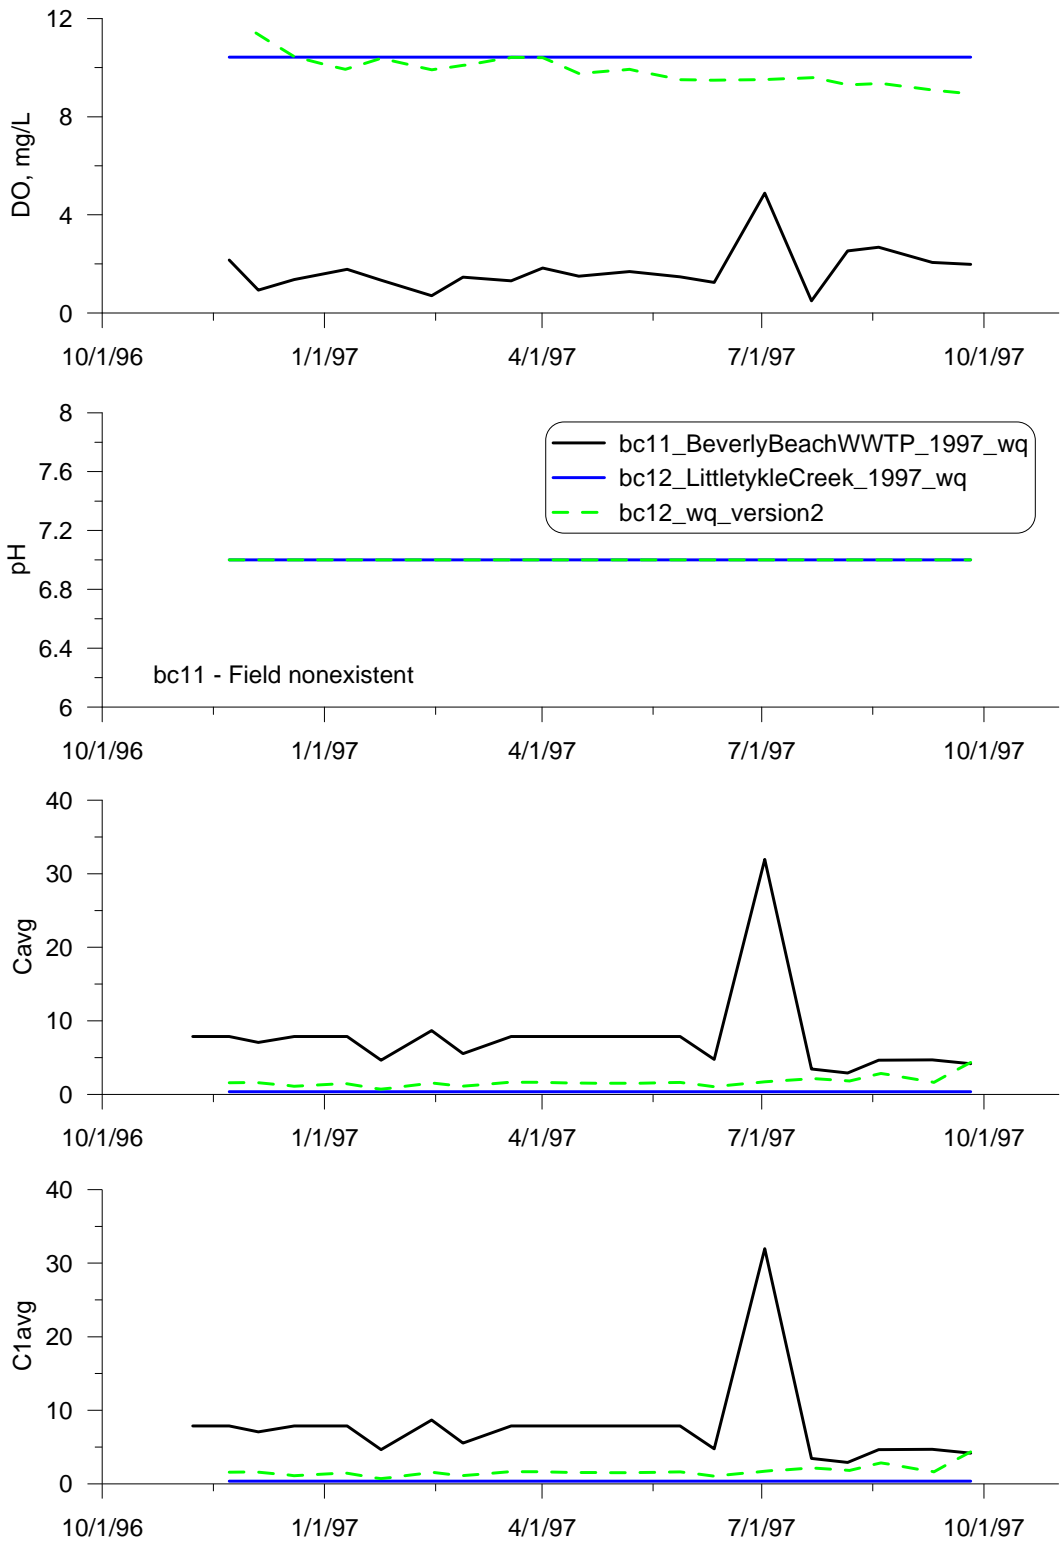 12
8
4
0
DO, mg/L
10/1/96 1/1/97 4/1/97 7/1/97 10/1/97
8
7.6
7.2
6.8
6.4
6
pH
bc11_BeverlyBeachWWTP_1997_wq
bc12_LittletykleCreek_1997_wq
bc12_wq_version2
bc11 - Field nonexistent
10/1/96 1/1/97 4/1/97 7/1/97 10/1/97
40
30
20
10
0
Cavg
10/1/96 1/1/97 4/1/97 7/1/97 10/1/97
40
30
20
10
0
C1avg
10/1/96 1/1/97 4/1/97 7/1/97 10/1/97